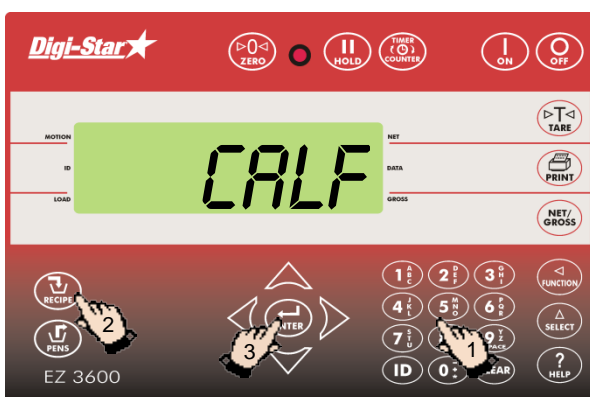 Digi-Star
>0<
ZERO
HOLD
TIMER
COUNTER
ON
OFF
>T<
TARE
MOTION
NET
CALF
ID
DATA
PRINT
LOAD
GROSS
NET/
GROSS
RECIPE
2
PENS
EZ 3600
3
1 A B C
2 D E F
3 G H I
4 J K L
5 M N O
6 P Q R
7 S T U
9 Y Z
1
ID
0
FUNCTION
SELECT
?
HELP